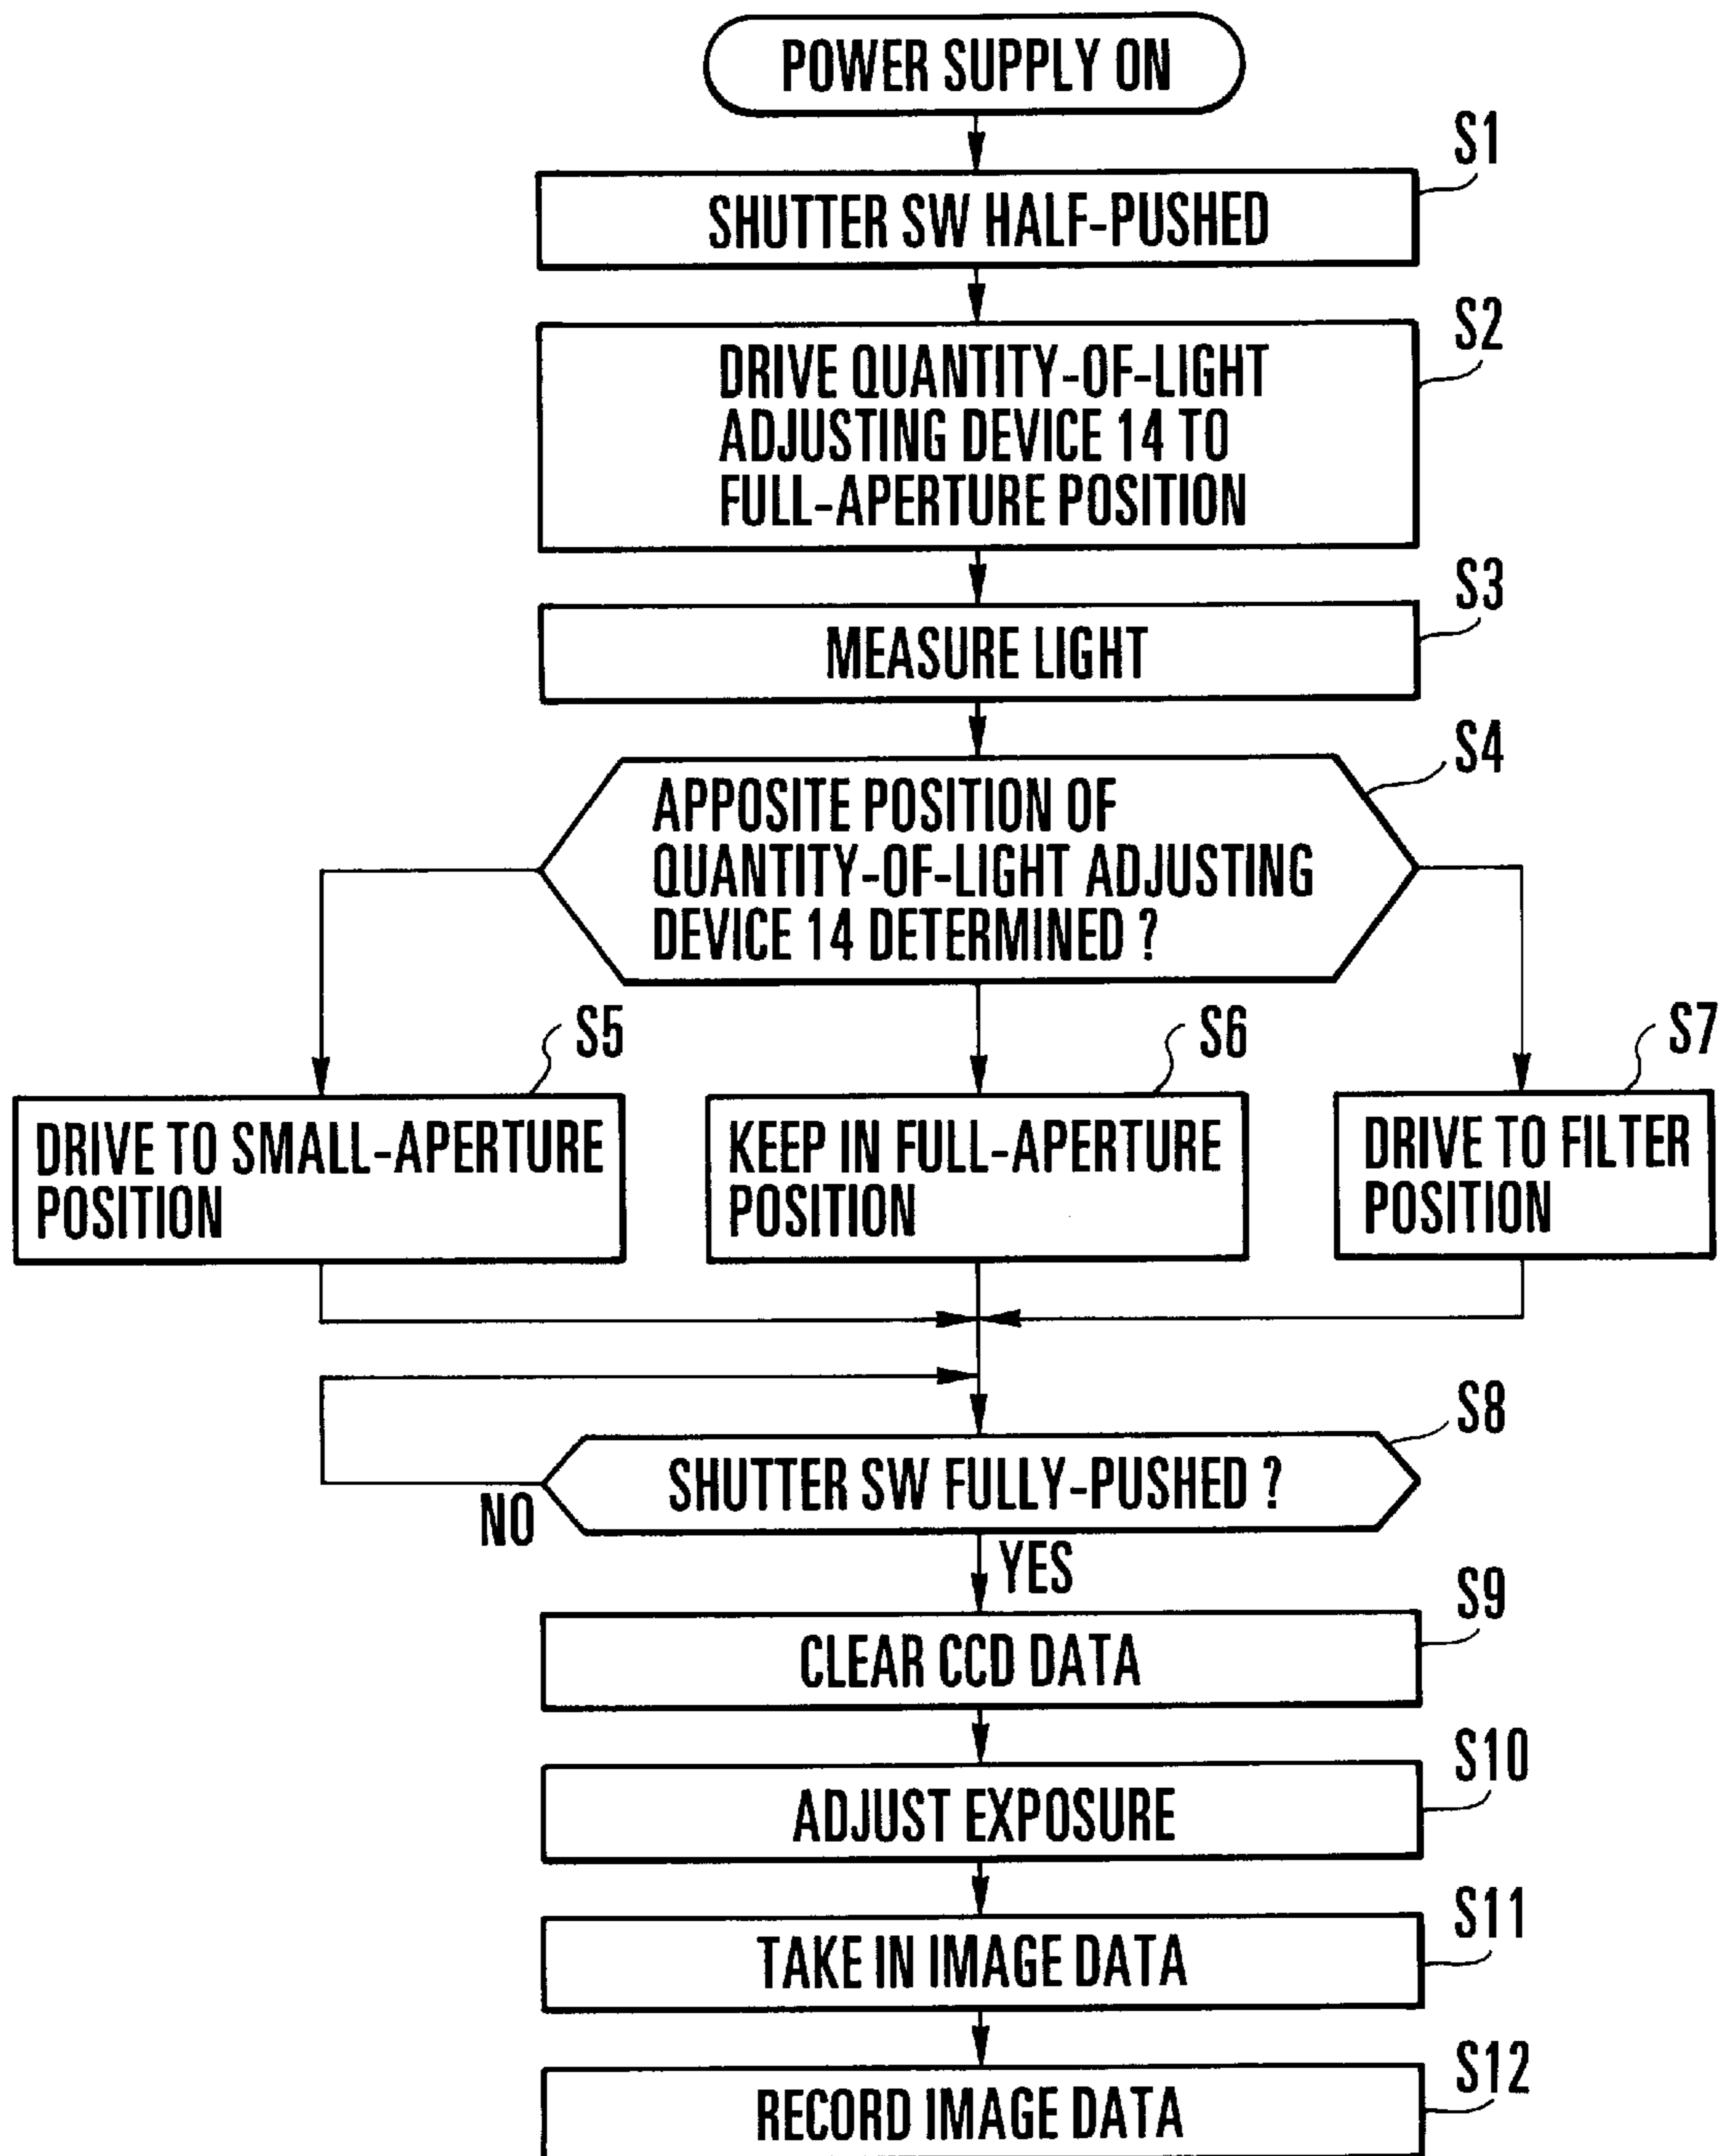 POWER SUPPLY ON
S1
SHUTTER SW HALF-PUSHED
S2
DRIVE QUANTITY-OF-LIGHT
ADJUSTING DEVICE 14 TO
FULL-APERTURE POSITION
S3
MEASURE LIGHT
S4
APPOSITE POSITION OF
QUANTITY-OF-LIGHT ADJUSTING
DEVICE 14 DETERMINED ?
S5
DRIVE TO SMALL-APERTURE
POSITION
S6
KEEP IN FULL-APERTURE
POSITION
S7
DRIVE TO FILTER
POSITION
S8
SHUTTER SW FULLY-PUSHED ?
NO
YES
S9
CLEAR CCD DATA
S10
ADJUST EXPOSURE
S11
TAKE IN IMAGE DATA
S12
RECORD IMAGE DATA